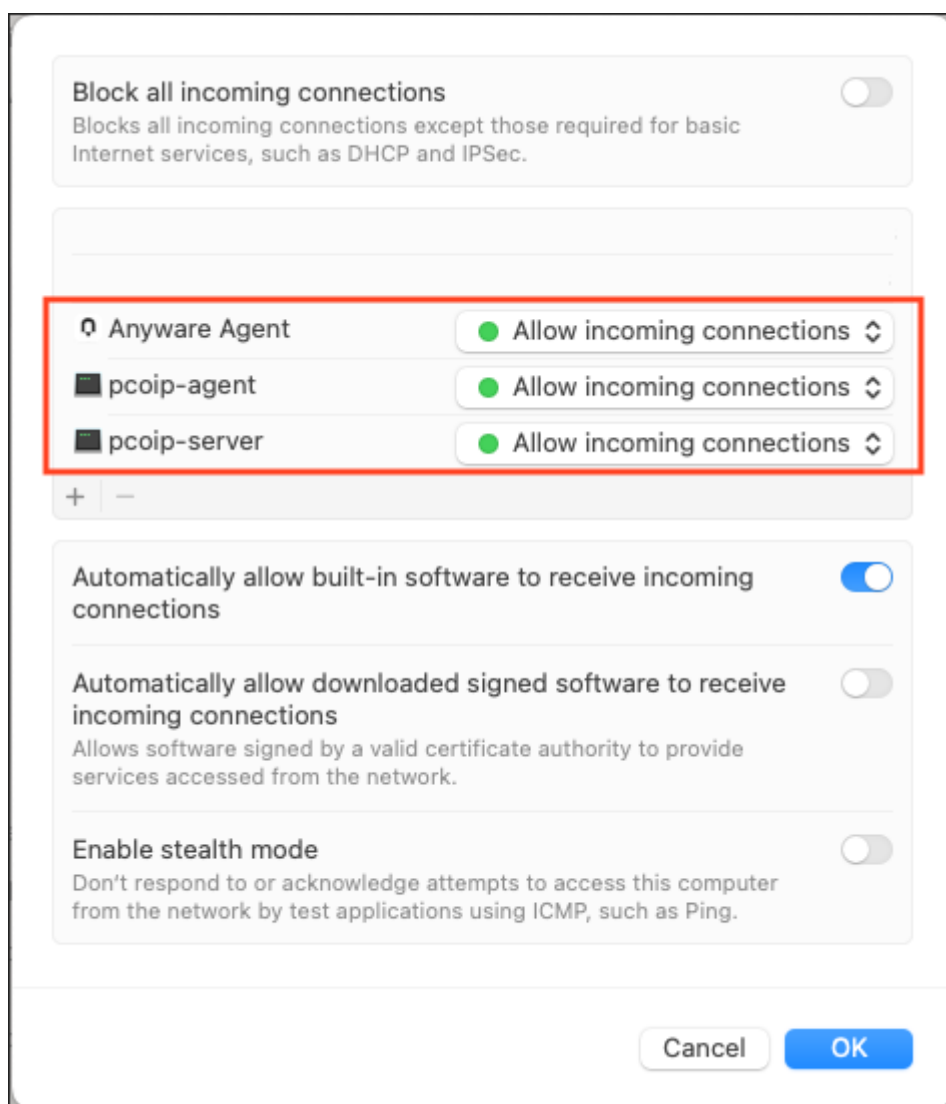 Block all incoming connections
Blocks all incoming connections except those required for basic
Internet services, such as DHCP and IPSec.
Anyware Agent Allow incoming connections
pcoip-agent Allow incoming connections
pcoip-server Allow incoming connections
Automatically allow built-in software to receive incoming
connections
Automatically allow downloaded signed software to receive
incoming connections
Allows software signed by a valid certificate authority to provide
services accessed from the network.
Enable stealth mode
Don't respond to or acknowledge attempts to access this computer
from the network by test applications using ICMP, such as Ping.
Cancel OK